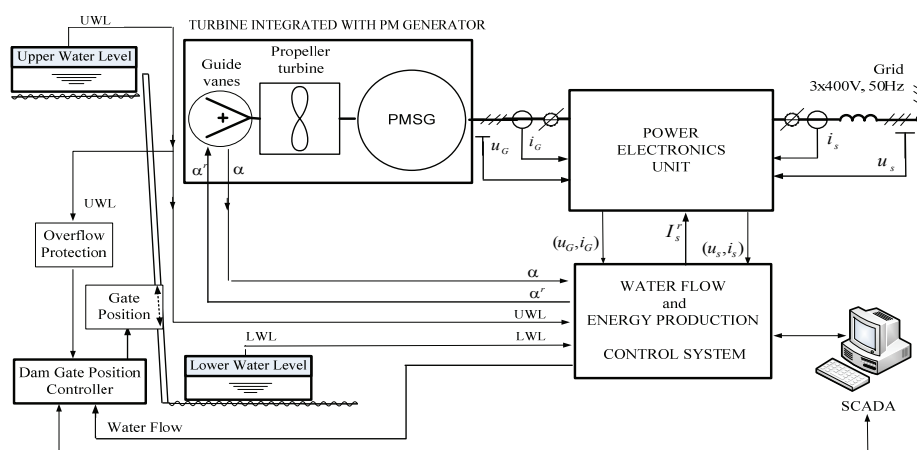 UWL
TURBINE INTEGRATED WITH PM GENERATOR
Upper Water Level
Guide
vanes
Propeller
turbine
PMSG
Grid
3x400V, 50Hz
POWER
ELECTRONICS
UNIT
u_G
i_G
i_s
u_s
α^r
α
UWL
Overflow
Protection
(u_G,i_G)
I_s^r
(u_s,i_s)
Gate
Position
α
α^r
UWL
LWL
LWL
WATER FLOW
and
ENERGY PRODUCTION
CONTROL SYSTEM
Lower Water Level
Dam Gate Position
Controller
Water Flow
SCADA